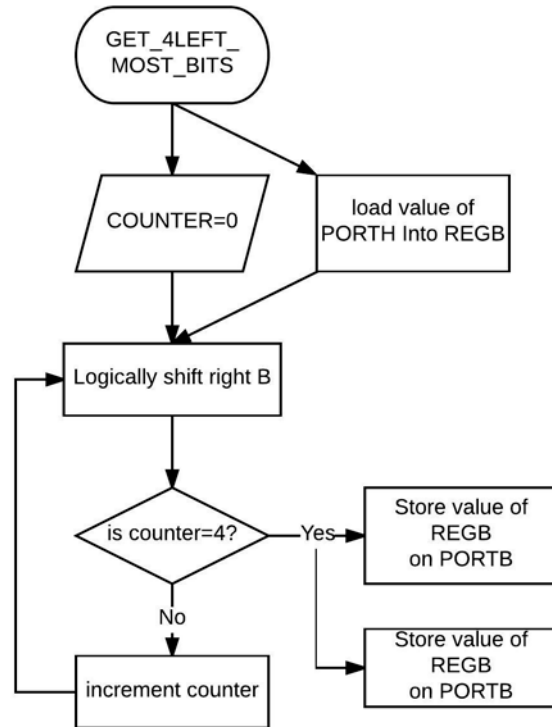 GET_4LEFT_
MOST_BITS
COUNTER=0
load value of
PORTH Into REGB
Logically shift right B
is counter=4?
Yes
Store value of
REGB
on PORTB
No
Store value of
REGB
on PORTB
increment counter